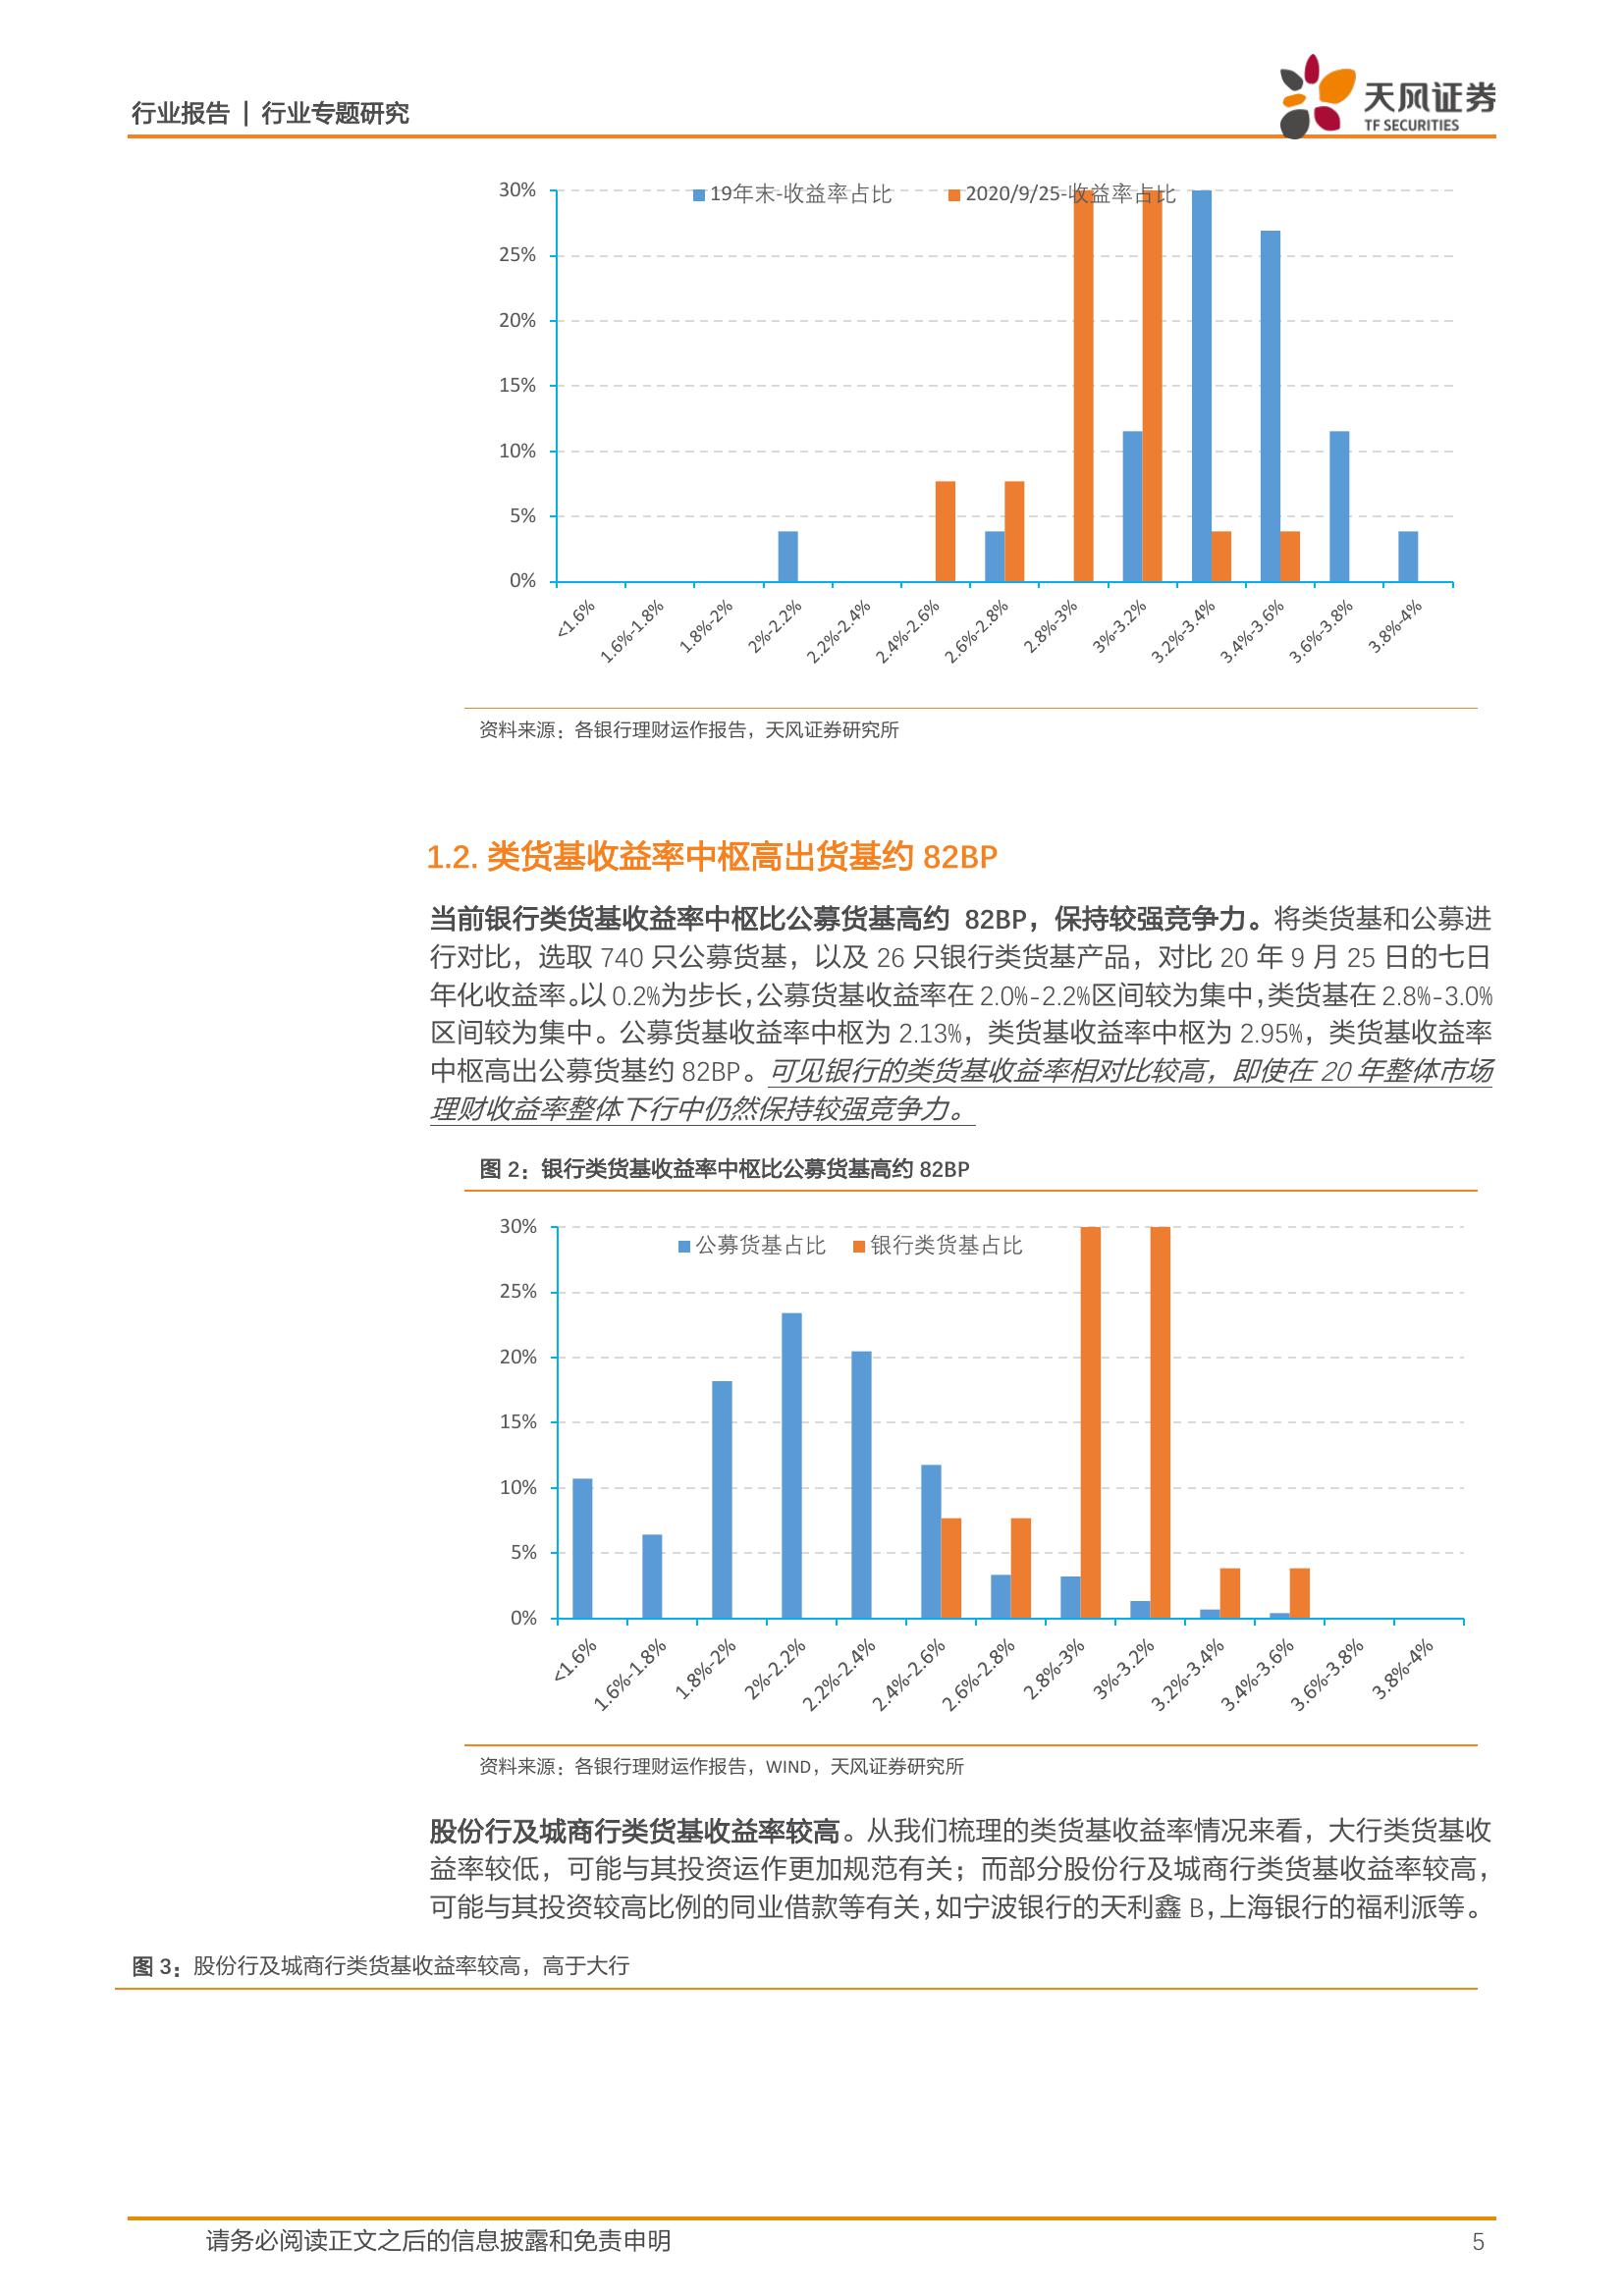 行业报告 | 行业专题研究
天风证券
TF SECURITIES
19年末-收益率占比
2020/9/25-收益率占比
30%
25%
20%
15%
10%
5%
0%
<1.6%
1.6%-1.8%
1.8%-2%
2%-2.2%
2.2%-2.4%
2.4%-2.6%
2.6%-2.8%
2.8%-3%
3%-3.2%
3.2%-3.4%
3.4%-3.6%
3.6%-3.8%
3.8%-4%
资料来源：各银行理财运作报告，天风证券研究所
1.2. 类货基收益率中枢高出货基约 82BP
当前银行类货基收益率中枢比公募货基高约 82BP，保持较强竞争力。将类货基和公募进
行对比，选取 740 只公募货基，以及 26 只银行类货基产品，对比 20 年 9 月 25 日的七日
年化收益率。以 0.2%为步长，公募货基收益率在 2.0%-2.2%区间较为集中，类货基在 2.8%-3.0%
区间较为集中。公募货基收益率中枢为 2.13%，类货基收益率中枢为 2.95%，类货基收益率
中枢高出公募货基约 82BP。可见银行的类货基收益率相对比较高，即使在 20 年整体市场
理财收益率整体下行中仍然保持较强竞争力。
图 2：银行类货基收益率中枢比公募货基高约 82BP
公募货基占比
银行类货基占比
30%
25%
20%
15%
10%
5%
0%
<1.6%
1.6%-1.8%
1.8%-2%
2%-2.2%
2.2%-2.4%
2.4%-2.6%
2.6%-2.8%
2.8%-3%
3%-3.2%
3.2%-3.4%
3.4%-3.6%
3.6%-3.8%
3.8%-4%
资料来源：各银行理财运作报告，WIND，天风证券研究所
股份行及城商行类货基收益率较高。从我们梳理的类货基收益率情况来看，大行类货基收
益率较低，可能与其投资运作更加规范有关；而部分股份行及城商行类货基收益率较高，
可能与其投资较高比例的同业借款等有关，如宁波银行的天利鑫 B，上海银行的福利派等。
图 3：股份行及城商行类货基收益率较高，高于大行
请务必阅读正文之后的信息披露和免责申明
5